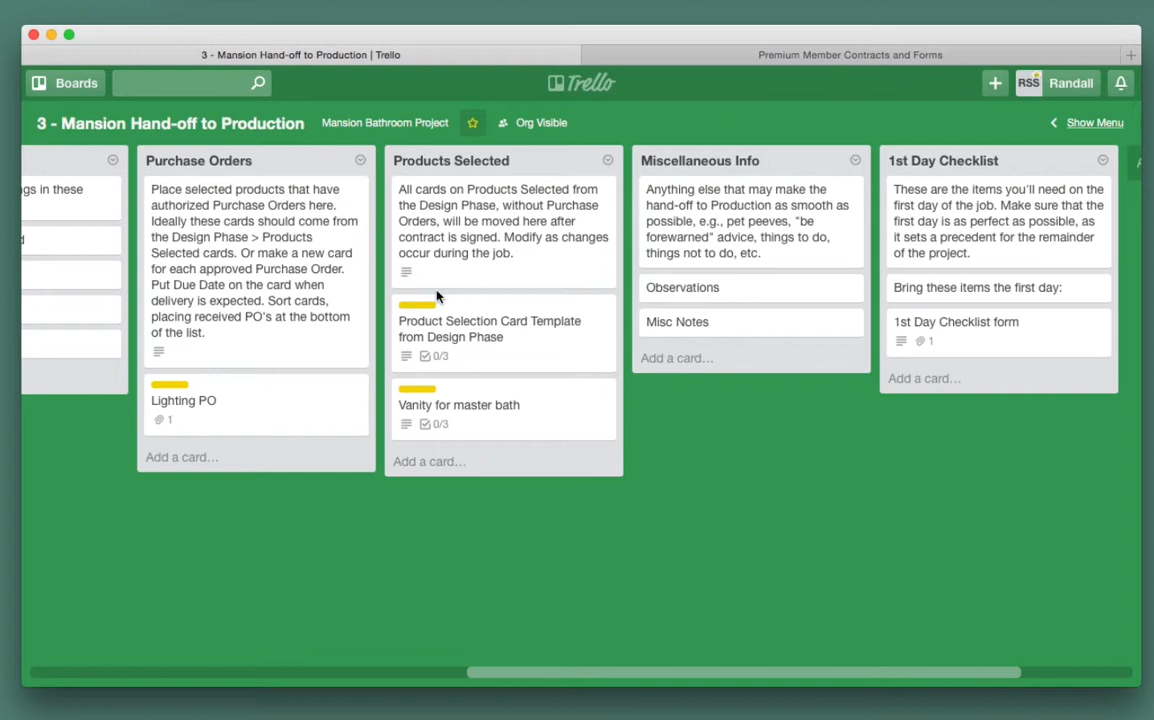 3 - Mansion Hand-off to Production | Trello
Premium Member Contracts and Forms
Boards
Trello
RSS
Randall
3 - Mansion Hand-off to Production
Mansion Bathroom Project
Org Visible
Show Menu
gs in these
d
Purchase Orders
Place selected products that have
authorized Purchase Orders here.
Ideally these cards should come from
the Design Phase > Products
Selected cards. Or make a new card
for each approved Purchase Order.
Put Due Date on the card when
delivery is expected. Sort cards,
placing received PO's at the bottom
of the list.
Lighting PO
1
Add a card…
Products Selected
All cards on Products Selected from
the Design Phase, without Purchase
Orders, will be moved here after
contract is signed. Modify as changes
occur during the job.
Product Selection Card Template
from Design Phase
0/3
Vanity for master bath
0/3
Add a card…
Miscellaneous Info
Anything else that may make the
hand-off to Production as smooth as
possible, e.g., pet peeves, "be
forewarned" advice, things to do,
things not to do, etc.
Observations
Misc Notes
Add a card…
1st Day Checklist
These are the items you'll need on the
first day of the job. Make sure that the
first day is as perfect as possible, as
it sets a precedent for the remainder
of the project.
Bring these items the first day:
1st Day Checklist form
1
Add a card…
A